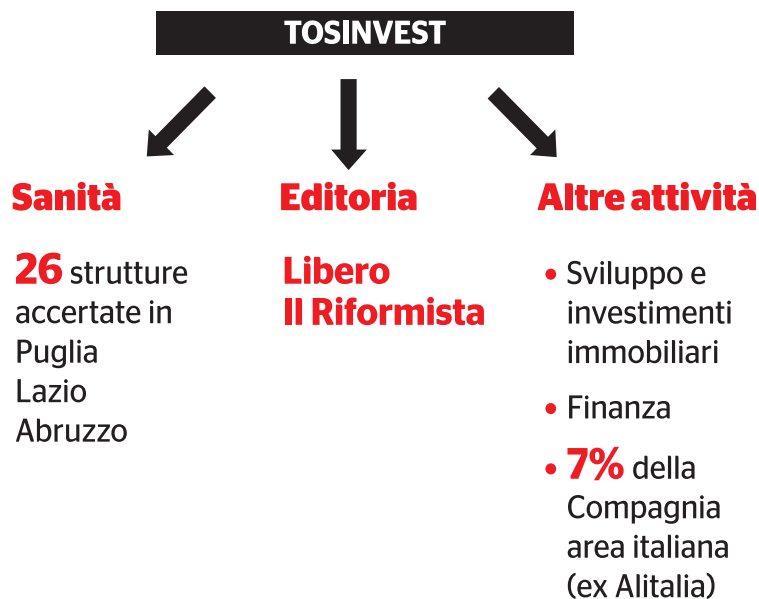 TOSINVEST
Sanità
26 strutture
accertate in
Puglia
Lazio
Abruzzo
Editoria
Libero
Il Riformista
Altre attività
• Sviluppo e
investimenti
immobiliari
• Finanza
• 7% della
Compagnia
area italiana
(ex Alitalia)